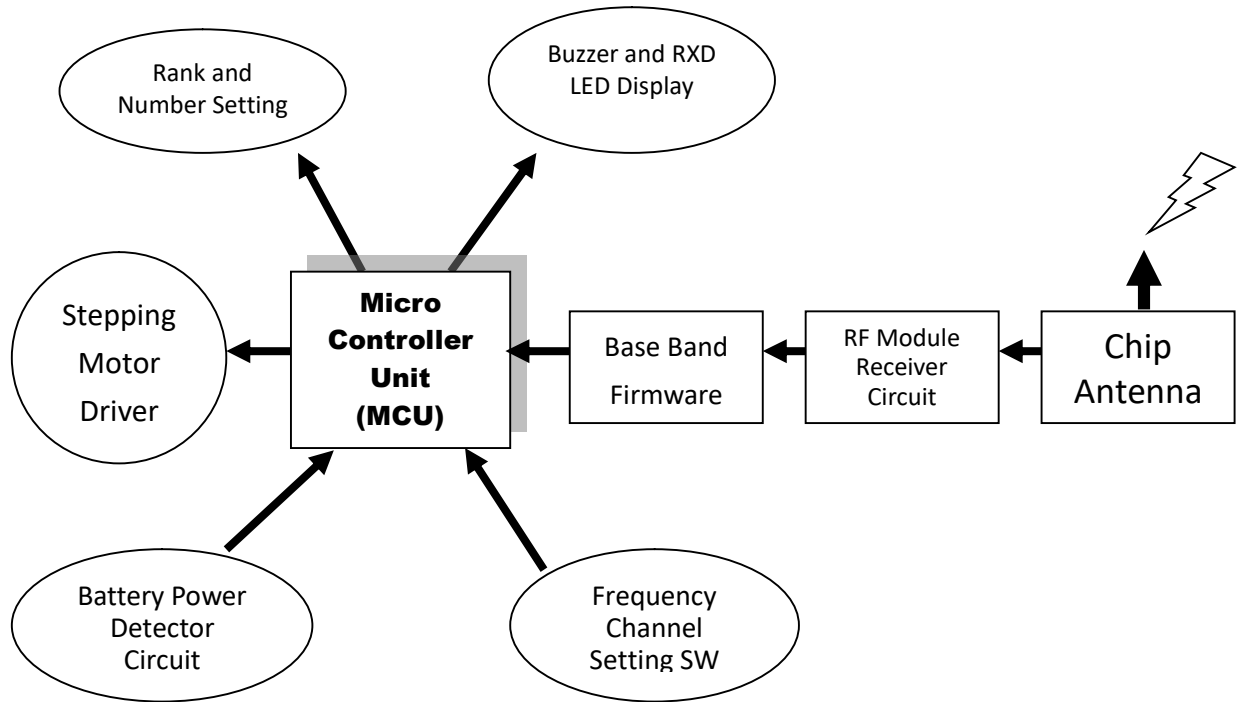 Rank and
Number Setting
Buzzer and RXD
LED Display
Stepping
Motor
Driver
Micro
Controller
Unit
(MCU)
Base Band
Firmware
RF Module
Receiver
Circuit
Chip
Antenna
Battery Power
Detector
Circuit
Frequency
Channel
Setting SW